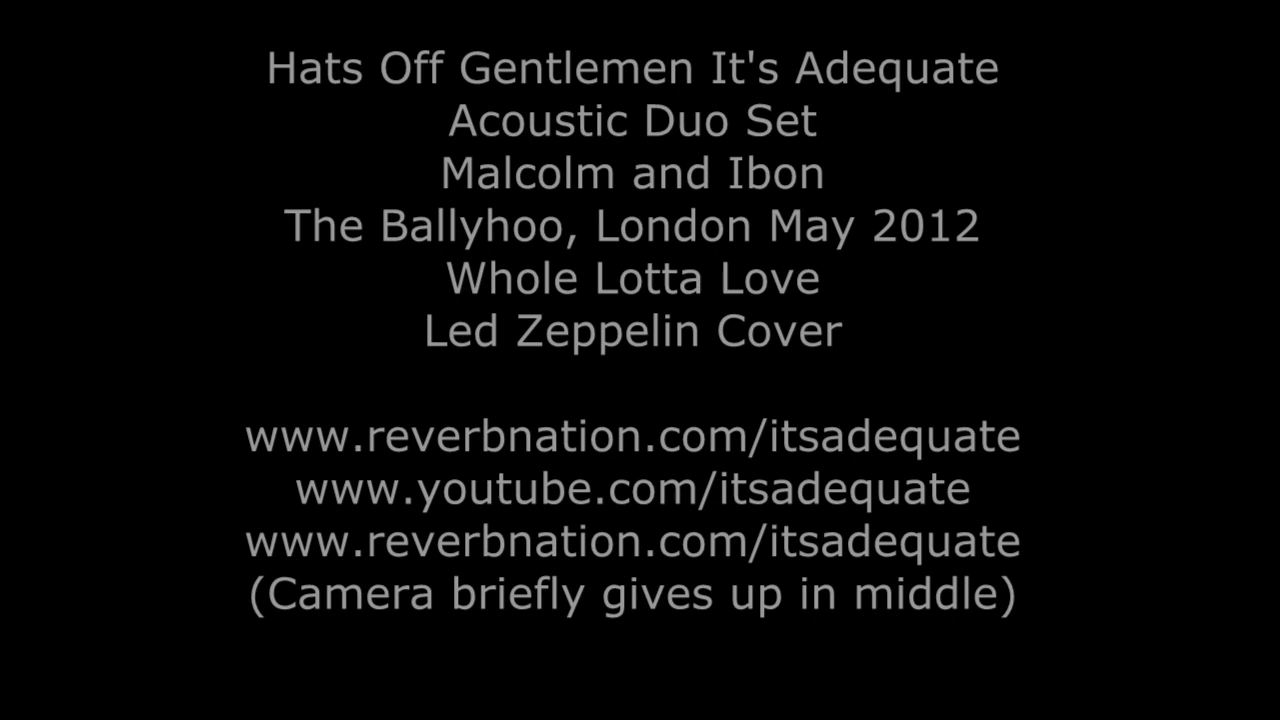 Hats Off Gentlemen It's Adequate
Acoustic Duo Set
Malcolm and Ibon
The Ballyhoo, London May 2012
Whole Lotta Love
Led Zeppelin Cover
www.reverbnation.com/itsadequate
www.youtube.com/itsadequate
www.reverbnation.com/itsadequate
(Camera briefly gives up in middle)